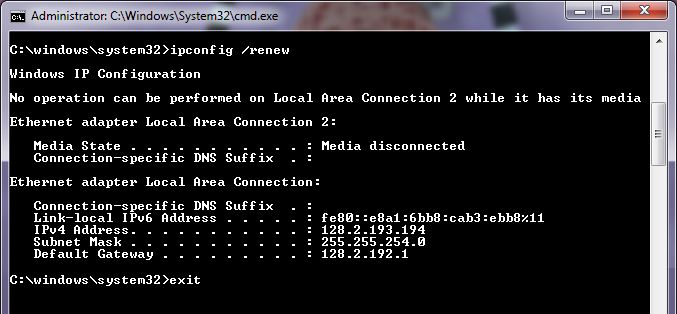 Administrator: C:\Windows\System32\cmd.exe
C:\windows\system32>ipconfig /renew
Windows IP Configuration
No operation can be performed on Local Area Connection 2 while it has its media
Ethernet adapter Local Area Connection 2:
Media State . . . . . . . . . . . : Media disconnected
Connection-specific DNS Suffix . :
Ethernet adapter Local Area Connection:
Connection-specific DNS Suffix . :
Link-local IPv6 Address . . . . . : fe80::e8a1:6bb8:cab3:ebb8%11
IPv4 Address. . . . . . . . . . . : 128.2.193.194
Subnet Mask . . . . . . . . . . . : 255.255.254.0
Default Gateway . . . . . . . . . : 128.2.192.1
C:\windows\system32>exit